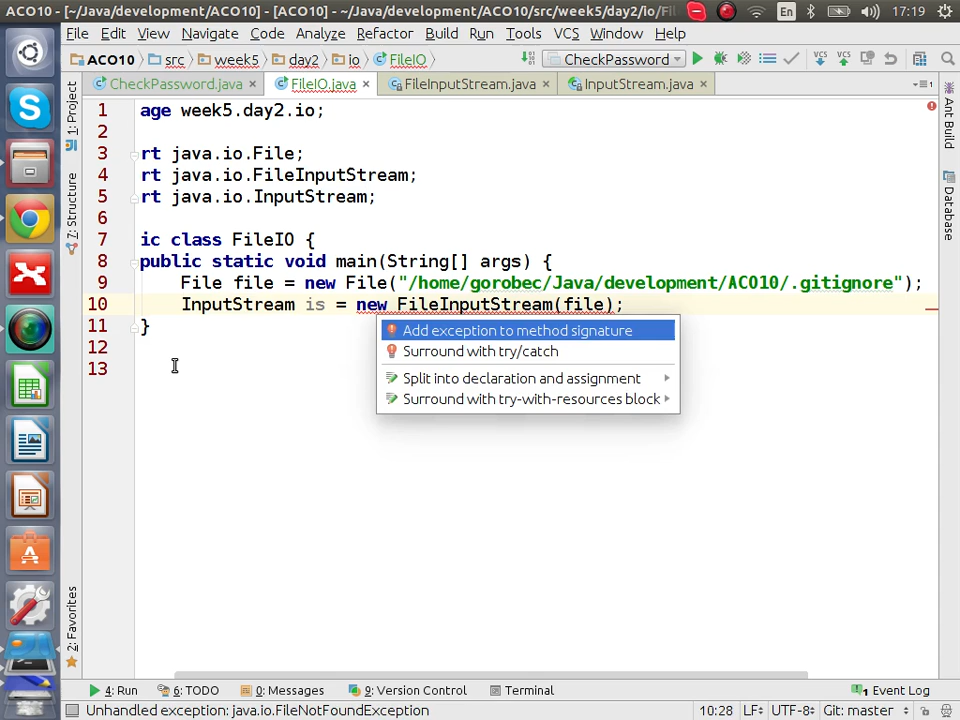 ACO10 - [~/Java/development/ACO10] - [ACO10] - ~/Java/development/ACO10/src/week5/day2/io/Fil
En
17:19
File Edit View Navigate Code Analyze Refactor Build Run Tools VCS Window Help
ACO10 src week5 day2 io FileIO CheckPassword VCS VCS
CheckPassword.java × FileIO.java × FileInputStream.java × InputStream.java ×
1: Project
7: Structure
2: Favorites
1 age week5.day2.io;
2
3 rt java.io.File;
4 rt java.io.FileInputStream;
5 rt java.io.InputStream;
6
7 ic class FileIO {
8 public static void main(String[] args) {
9 File file = new File("/home/gorobec/Java/development/ACO10/.gitignore");
10 InputStream is = new FileInputStream(file);
11 }
12
13
Add exception to method signature
Surround with try/catch
Split into declaration and assignment
Surround with try-with-resources block
Ant Build
Database
4: Run 6: TODO 0: Messages 9: Version Control Terminal 1 Event Log
Unhandled exception: java.io.FileNotFoundException 10:28 LF÷ UTF-8÷ Git: master